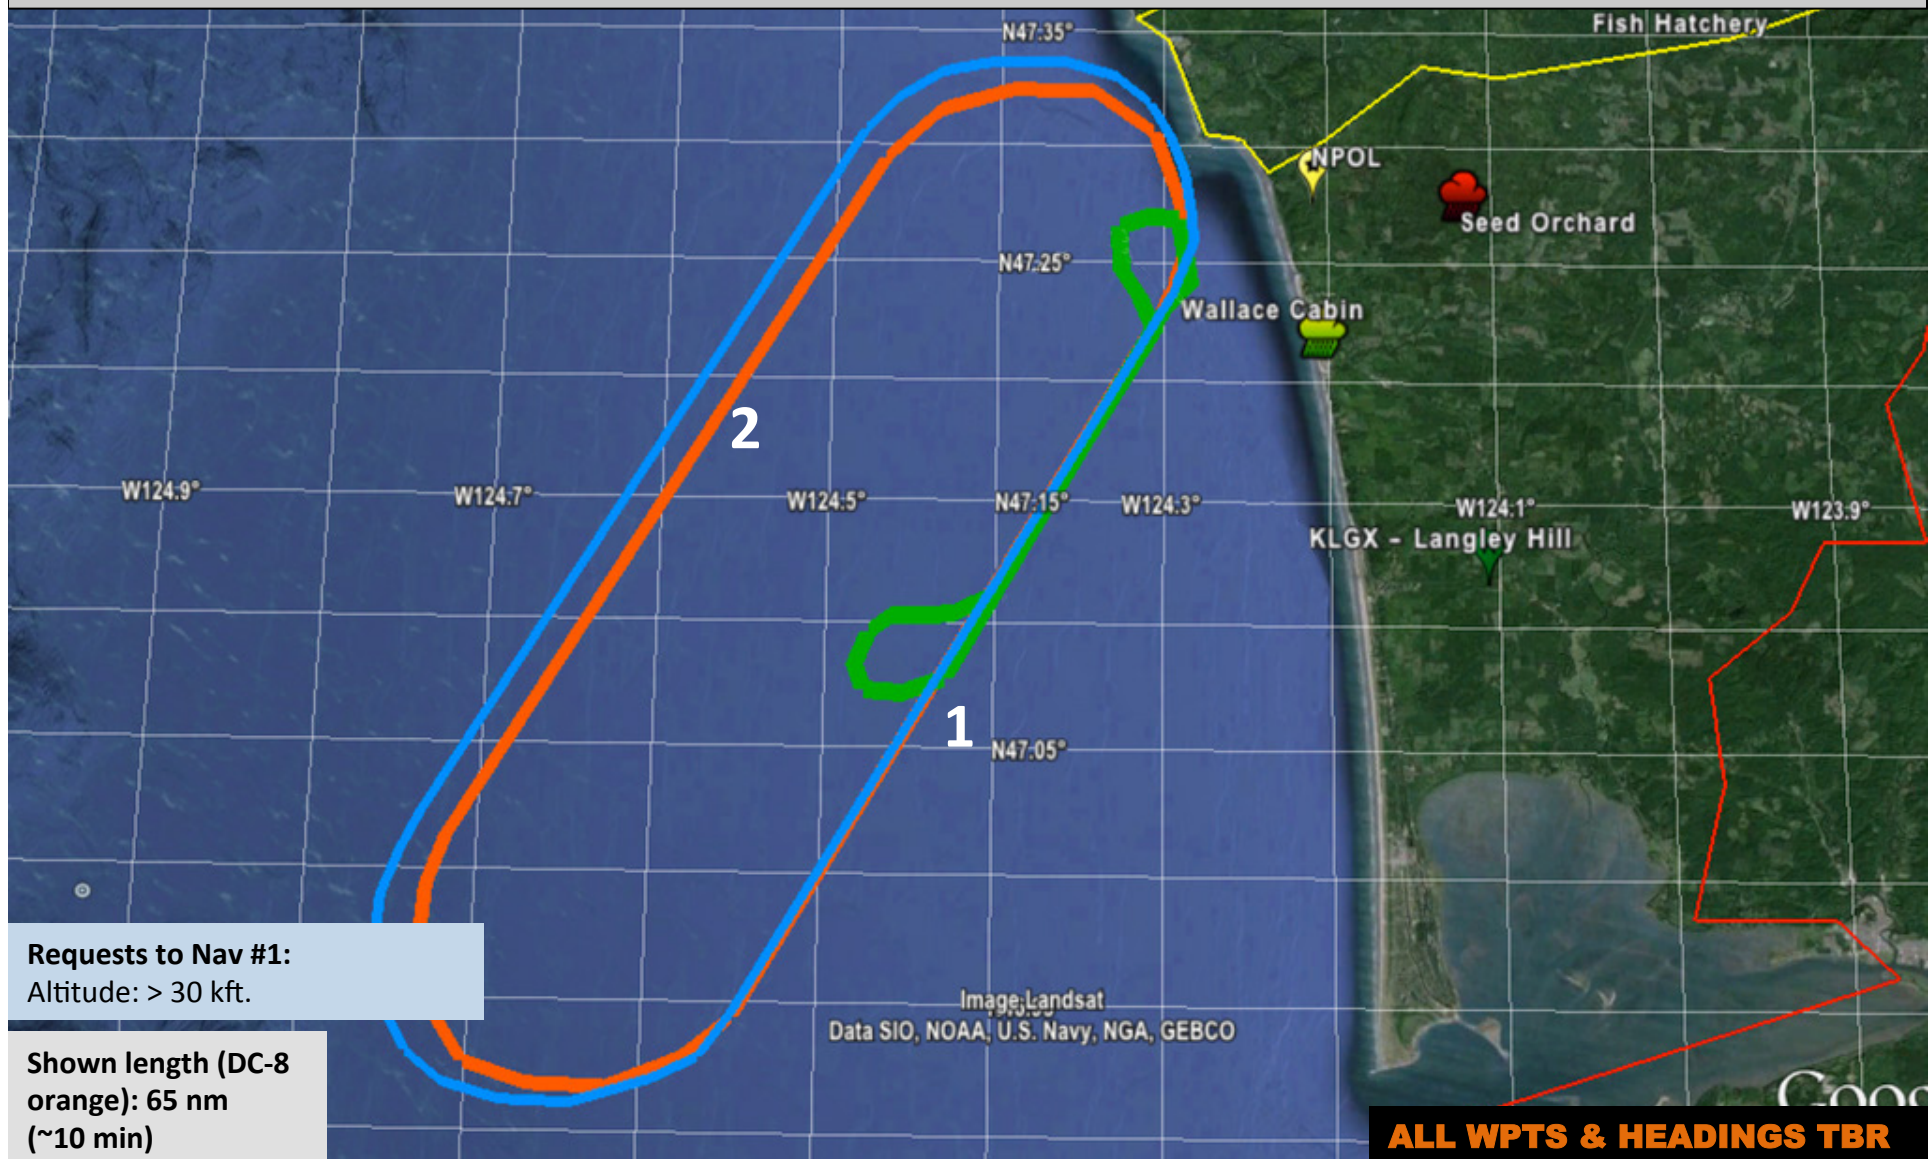 N47.35°
Fish Hatchery
NPOL
Seed Orchard
N47.25°
Wallace Cabin
2
W124.9°
W124.7°
W124.5°
N47.15°
W124.3°
W124.1°
W123.9°
KLGX - Langley Hill
1
N47.05°
Requests to Nav #1:
Altitude: > 30 kft.
Image Landsat
Data SIO, NOAA, U.S. Navy, NGA, GEBCO
Shown length (DC-8
orange): 65 nm
(~10 min)
Goog
ALL WPTS & HEADINGS TBR